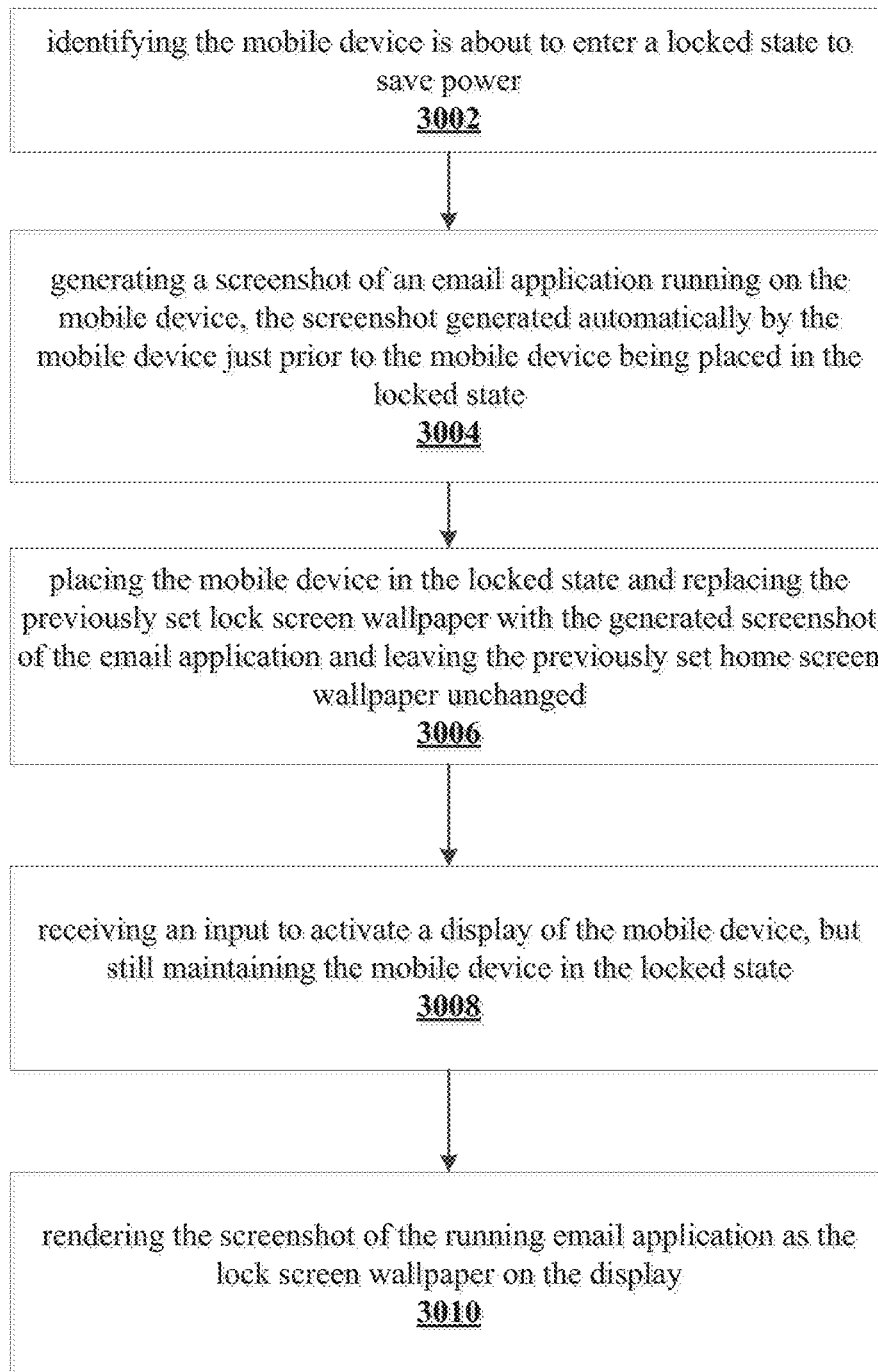 identifying the mobile device is about to enter a locked state to
save power
3002
generating a screenshot of an email application running on the
mobile device, the screenshot generated automatically by the
mobile device just prior to the mobile device being placed in the
locked state
3004
placing the mobile device in the locked state and replacing the
previously set lock screen wallpaper with the generated screenshot
of the email application and leaving the previously set home screen
wallpaper unchanged
3006
receiving an input to activate a display of the mobile device, but
still maintaining the mobile device in the locked state
3008
rendering the screenshot of the running email application as the
lock screen wallpaper on the display
3010